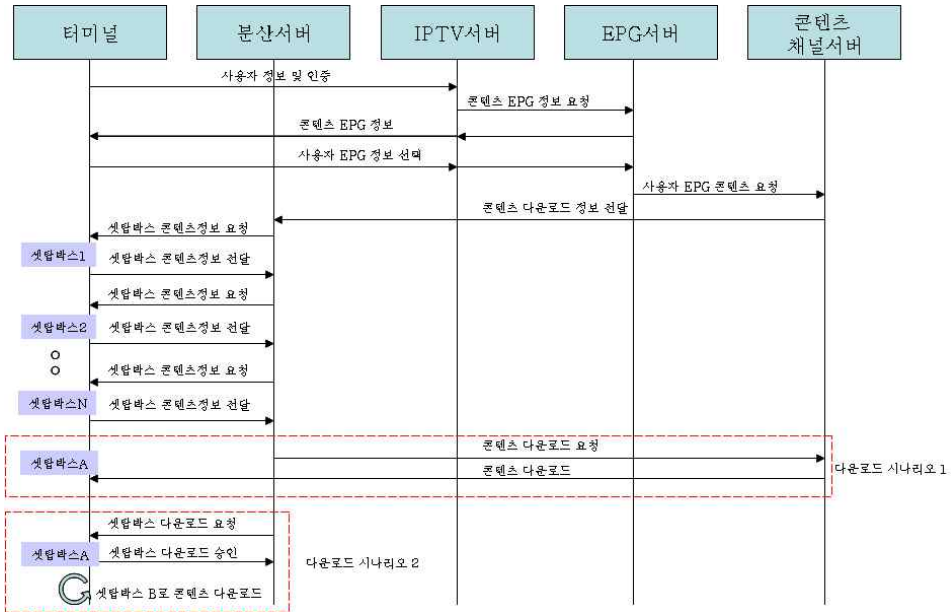 터미널
분산서버
IPTV서버
EPG서버
콘텐츠
채널서버
사용자 정보 및 인증
콘텐츠 EPG 정보 요청
콘텐츠 EPG 정보
사용자 EPG 정보 선택
사용자 EPG 콘텐츠 요청
콘텐츠 다운로드 정보 전달
셋탑박스 콘텐츠정보 요청
셋탑박스1
셋탑박스 콘텐츠정보 전달
셋탑박스 콘텐츠정보 요청
셋탑박스2
셋탑박스 콘텐츠정보 전달
셋탑박스 콘텐츠정보 요청
셋탑박스N
셋탑박스 콘텐츠정보 전달
콘텐츠 다운로드 요청
셋탑박스A
콘텐츠 다운로드
다운로드 시나리오 1
셋탑박스 다운로드 요청
셋탑박스A
셋탑박스 다운로드 승인
다운로드 시나리오 2
셋탑박스 B로 콘텐츠 다운로드